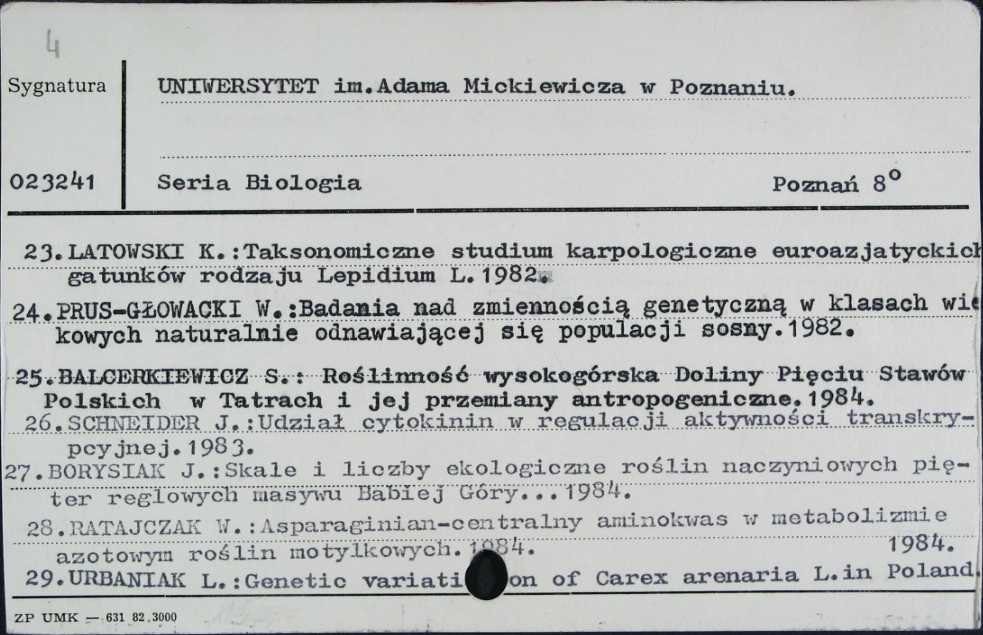 4
Sygnatura
UNIWERSYTET im.Adama Mickiewicza w Poznaniu.
023241
Seria Biologia
Poznań 8°
23.LATOWSKI K.:Taksonomiczne studium karpologiczne euroazjatyckich
gatunków rodzaju Lepidium L.1982.
24.PRUS-GŁOWACKI W.:Badania nad zmiennością genetyczną w klasach wie
kowych naturalnie odnawiającej się populacji sosny.1982.
25.BALCERKIEWICZ S.: Roślinność wysokogórska Doliny Pięciu Stawów
Polskich w Tatrach i jej przemiany antropogeniczne.1984.
26.SCHNEIDER J.:Udział cytokinin w regulacji aktywności transkry-
pcyjnej.1983.
27.BORYSIAK J.:Skale i liczby ekologiczne roślin naczyniowych pię-
ter reglowych masywu Babiej Góry...1984.
28.RATAJCZAK W.:Asparaginian-centralny aminokwas w metabolizmie
azotowym roślin motylkowych.1984.
1984.
29.URBANIAK L.:Genetic variation of Carex arenaria L.in Poland.
ZP UMK — 631 82.3000